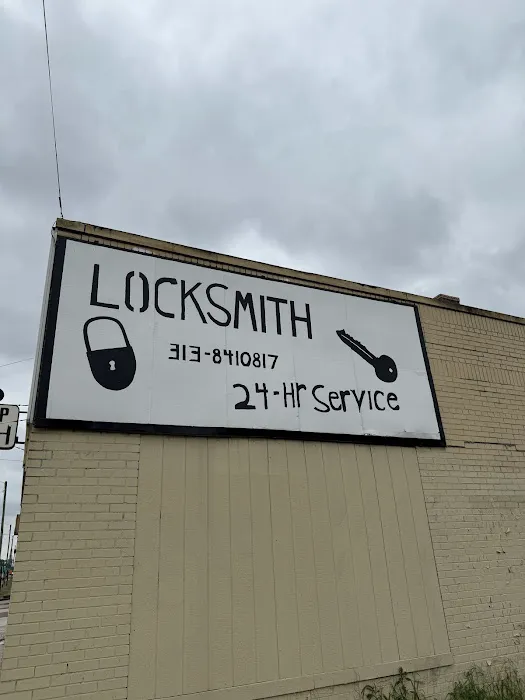 LOCKSMITH
313-8410817
24-Hr Service
P